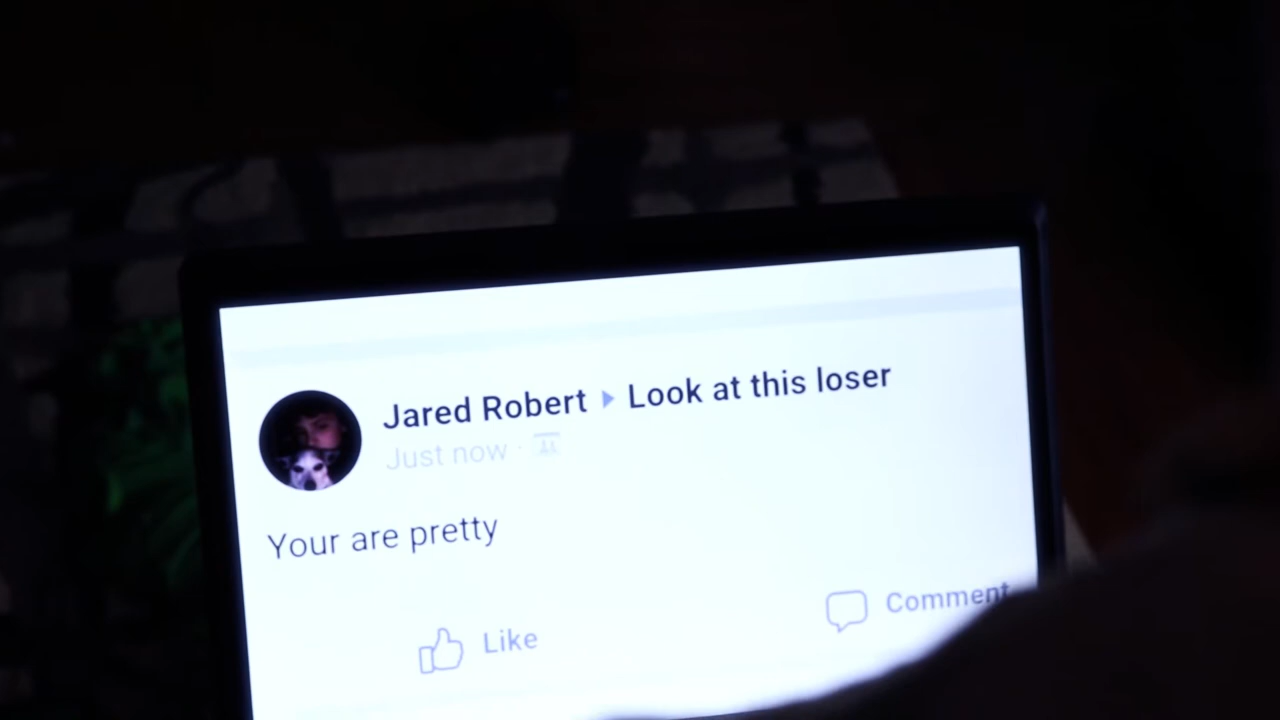 Jared Robert ▸ Look at this loser
Just now ·
Your are pretty
Like
Comment